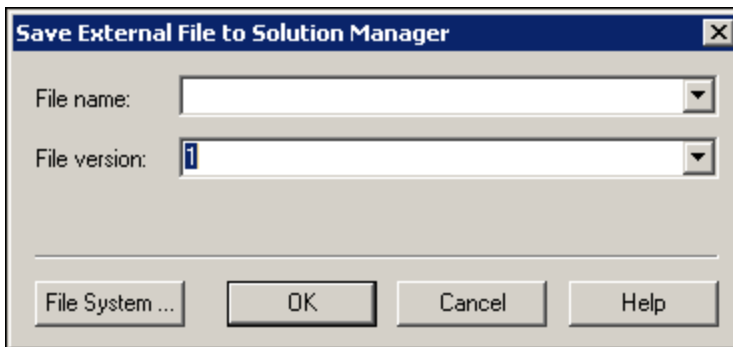 Save External File to Solution Manager
File name:
File version: 1
File System ... OK Cancel Help